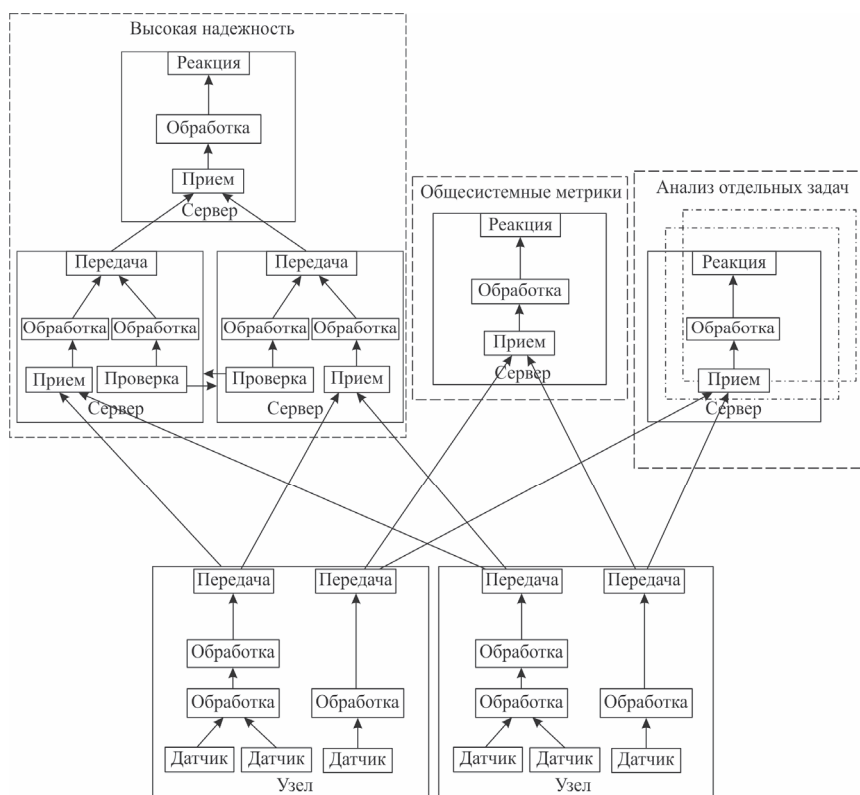 Высокая надежность
Реакция
Обработка
Прием
Сервер
Общесистемные метрики
Анализ отдельных задач
Реакция
Обработка
Прием
Сервер
Реакция
Обработка
Прием
Сервер
Передача
Передача
Обработка
Обработка
Обработка
Обработка
Прием
Проверка
Проверка
Прием
Сервер
Сервер
Передача
Передача
Передача
Передача
Обработка
Обработка
Обработка
Обработка
Обработка
Обработка
Датчик
Датчик
Датчик
Датчик
Датчик
Датчик
Узел
Узел